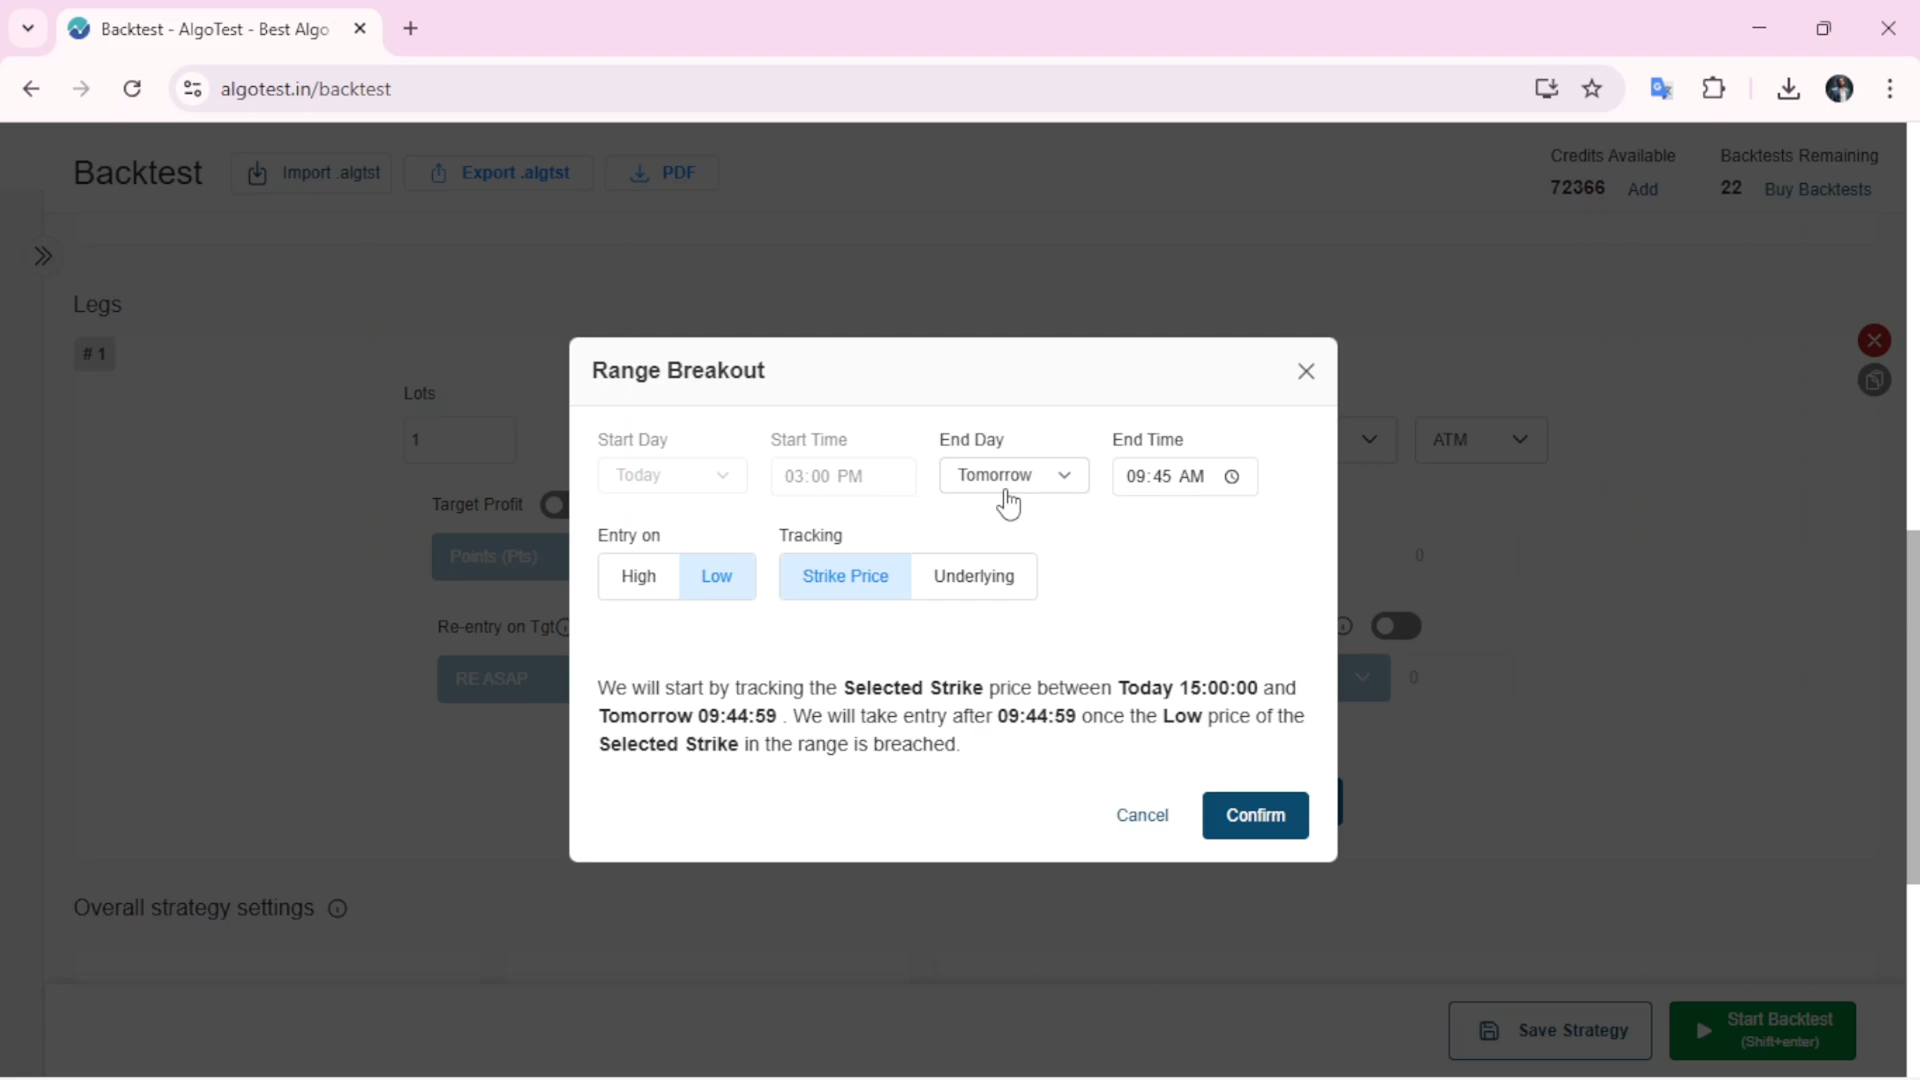 Backtest - AlgoTest - Best Algo
algotest.in/backtest
Backtest
Import .algtst
Export .algtst
PDF
Credits Available
72366 Add
Backtests Remaining
22 Buy Backtests
Legs
# 1
Lots
1
ATM
Target Profit
Points (Pts)
0
Re-entry on Tgt
RE ASAP
0
Range Breakout
Start Day
Start Time
End Day
End Time
Today
03:00 PM
Tomorrow
09:45 AM
Entry on
Tracking
High
Low
Strike Price
Underlying
We will start by tracking the Selected Strike price between Today 15:00:00 and
Tomorrow 09:44:59 . We will take entry after 09:44:59 once the Low price of the
Selected Strike in the range is breached.
Cancel
Confirm
Overall strategy settings
Save Strategy
Start Backtest
(Shift+enter)